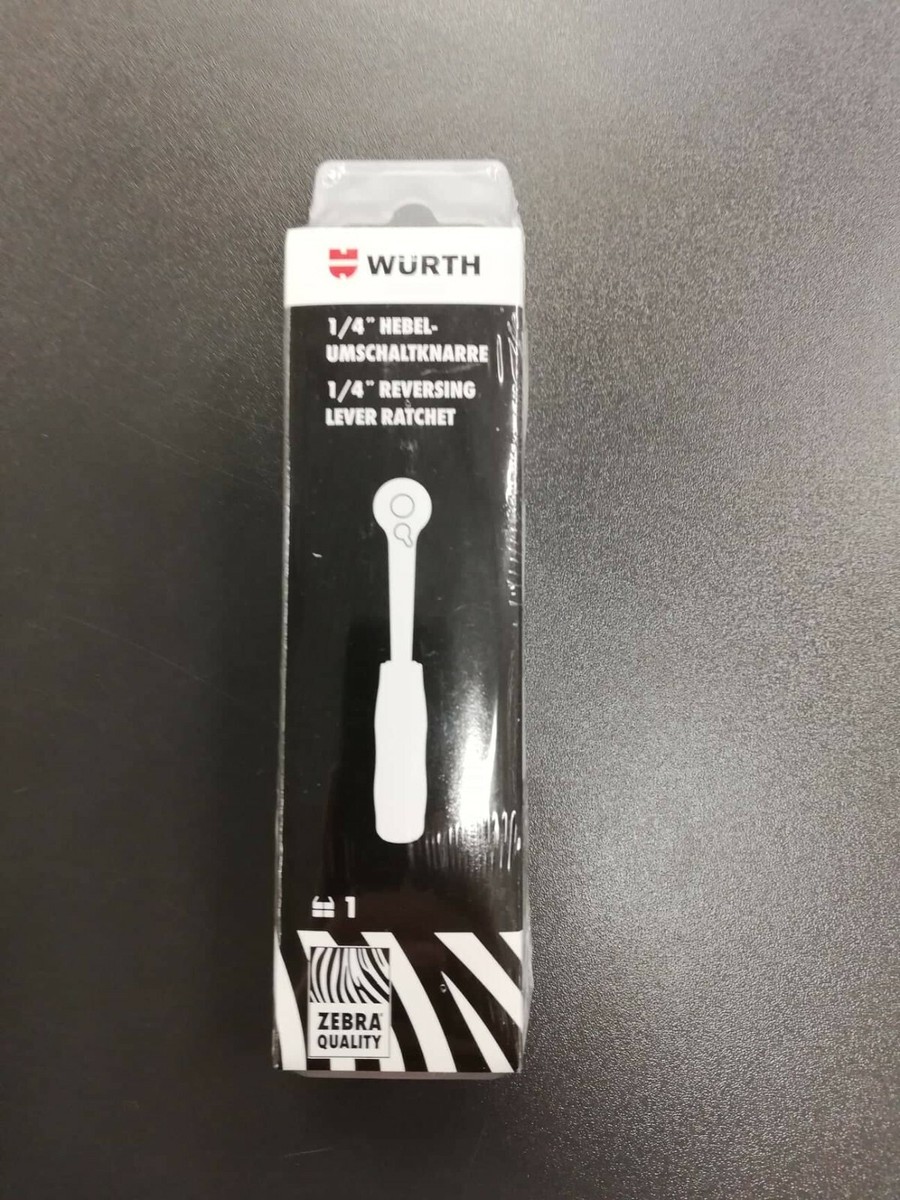 WÜRTH
1/4" HEBEL-
UMSCHALTKNARRE
1/4" REVERSING
LEVER RATCHET
1
ZEBRA®
QUALITY